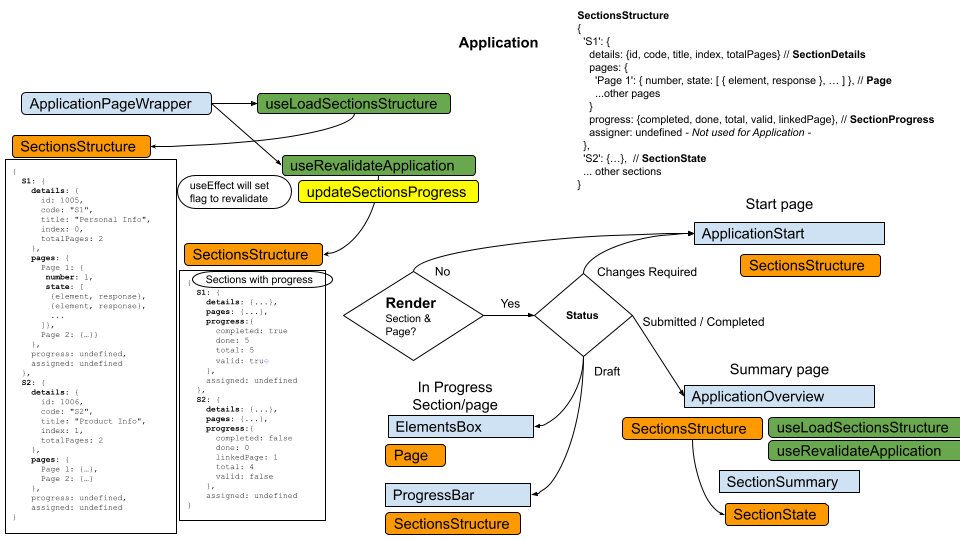 Application
SectionsStructure
{
'S1': {
details: {id, code, title, index, totalPages} // SectionDetails
pages: {
'Page 1': { number, state: [ { element, response }, … ] }, // Page
...other pages
}
progress: {completed, done, total, valid, linkedPage}, // SectionProgress
assigner: undefined - Not used for Application -
},
'S2': {…}, // SectionState
... other sections
}
ApplicationPageWrapper
useLoadSectionsStructure
SectionsStructure
useRevalidateApplication
useEffect will set
flag to revalidate
updateSectionsProgress
{
S1: {
details: {
id: 1005,
code: "S1",
title: "Personal Info",
index: 0,
totalPages: 2
},
pages: {
Page 1: {
number: 1,
state: [
{element, response},
{element, response},
...
]},
Page 2: {…}}
},
progress: undefined,
assigned: undefined
},
S2: {
details: {
id: 1006,
code: "S2",
title: "Product Info",
index: 1,
totalPages: 2
},
pages: {
Page 1: {…},
Page 2: {…}
},
progress: undefined,
assigned: undefined
}
SectionsStructure
Sections with progress
{
S1: {
details: {...},
pages: {...},
progress:{
completed: true
done: 5
total: 5
valid: true
},
assigned: undefined
},
S2: {
details: {...},
pages: {...},
progress:{
completed: false
done: 0
linkedPage: 1
total: 4
valid: false
},
assigned: undefined
}
Start page
ApplicationStart
SectionsStructure
No
Changes Required
Render
Section &
Page?
Yes
Status
Submitted / Completed
Draft
In Progress
Section/page
ElementsBox
Page
ProgressBar
SectionsStructure
Summary page
ApplicationOverview
SectionsStructure
useLoadSectionsStructure
useRevalidateApplication
SectionSummary
SectionState